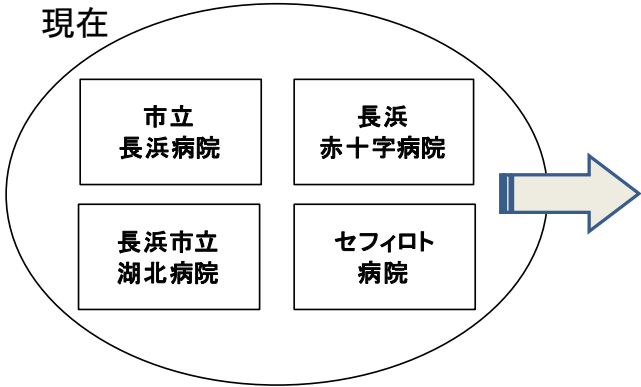 現在
市立
長浜病院
長浜
赤十字病院
長浜市立
湖北病院
セフィロト
病院